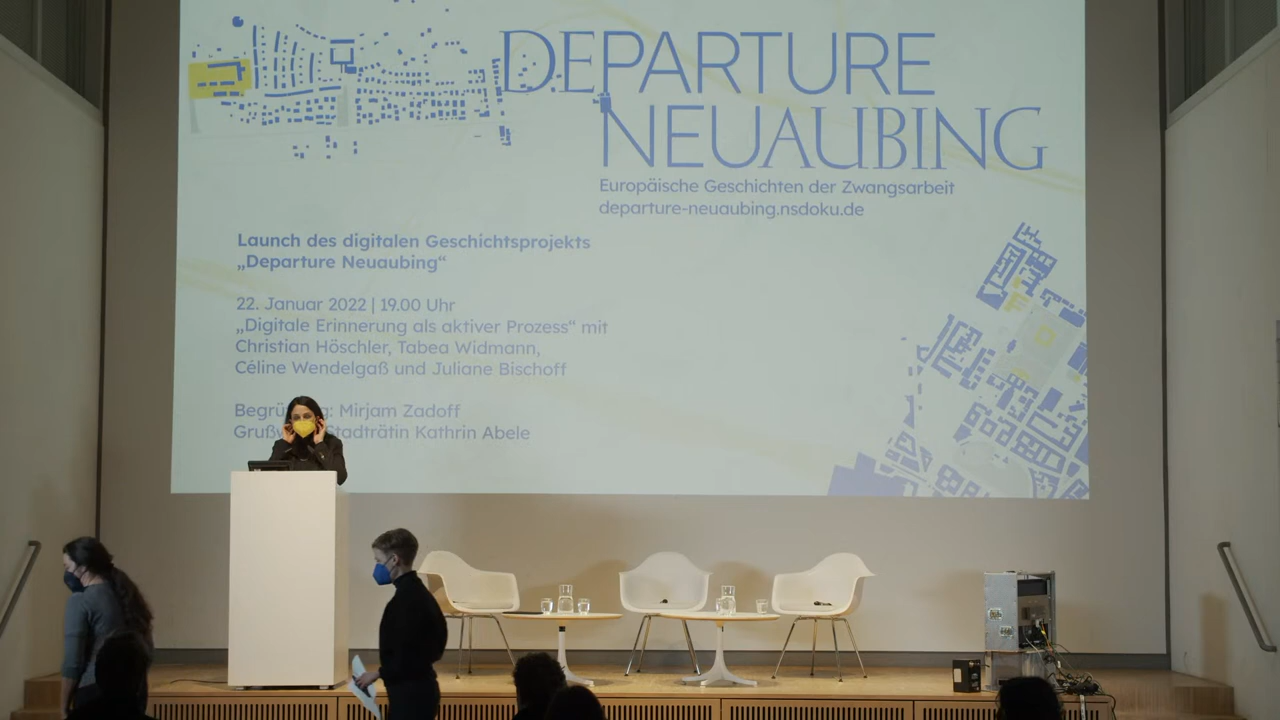 DEPARTURE
NEUAUBING
Europäische Geschichten der Zwangsarbeit
departure-neuaubing.nsdoku.de
Launch des digitalen Geschichtsprojekts
„Departure Neuaubing“
22. Januar 2022 | 19.00 Uhr
„Digitale Erinnerung als aktiver Prozess“ mit
Christian Höschler, Tabea Widmann,
Céline Wendelgaß und Juliane Bischoff
Mirjam Zadoff
Stadträtin Kathrin Abele